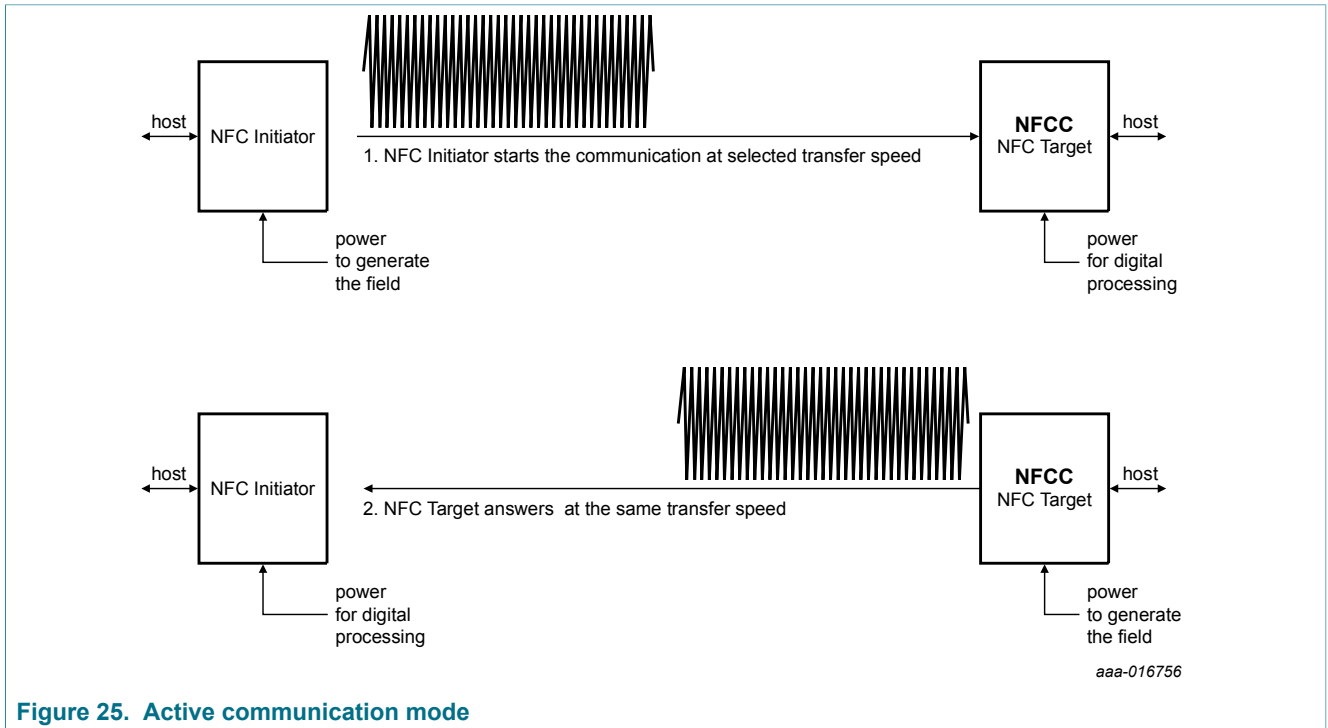 host
NFC Initiator
1. NFC Initiator starts the communication at selected transfer speed
NFCC
NFC Target
host
power
to generate
the field
power
for digital
processing
host
NFC Initiator
2. NFC Target answers at the same transfer speed
NFCC
NFC Target
host
power
for digital
processing
power
to generate
the field
aaa-016756
Figure 25. Active communication mode